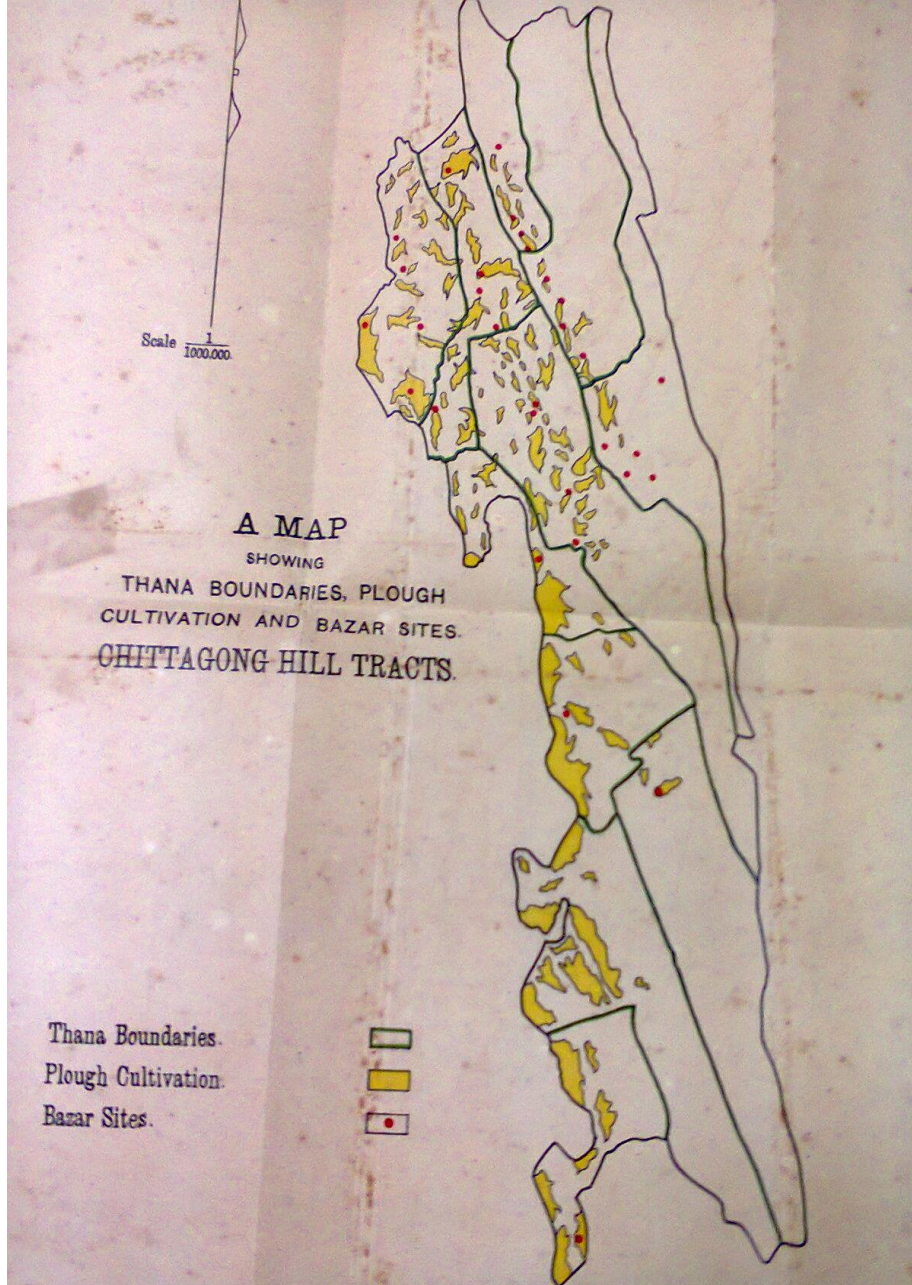 Scale 1/1000,000.
A MAP
SHOWING
THANA BOUNDARIES, PLOUGH
CULTIVATION AND BAZAR SITES.
CHITTAGONG HILL TRACTS.
Thana Boundaries.
Plough Cultivation.
Bazar Sites.